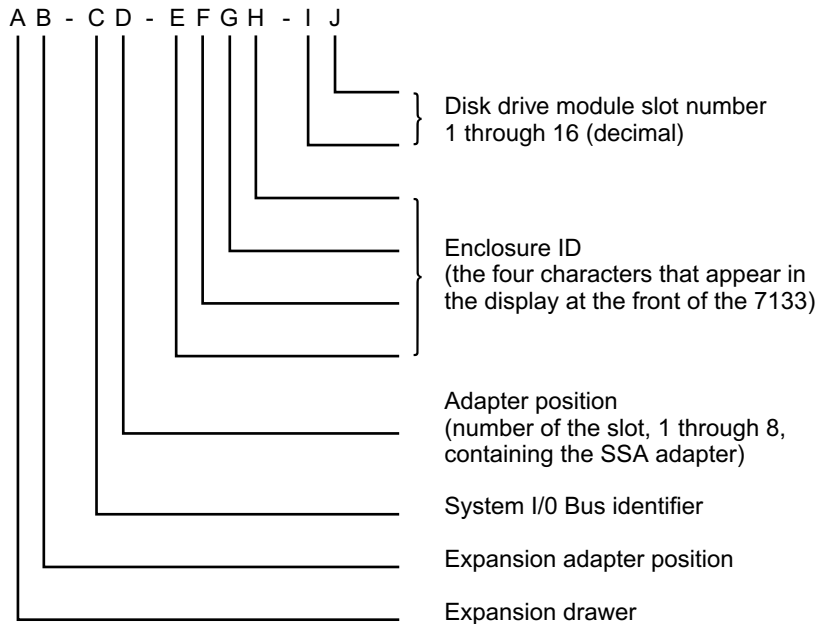 A B - C D - E F G H - I J
Disk drive module slot number
1 through 16 (decimal)
Enclosure ID
(the four characters that appear in
the display at the front of the 7133)
Adapter position
(number of the slot, 1 through 8,
containing the SSA adapter)
System I/0 Bus identifier
Expansion adapter position
Expansion drawer